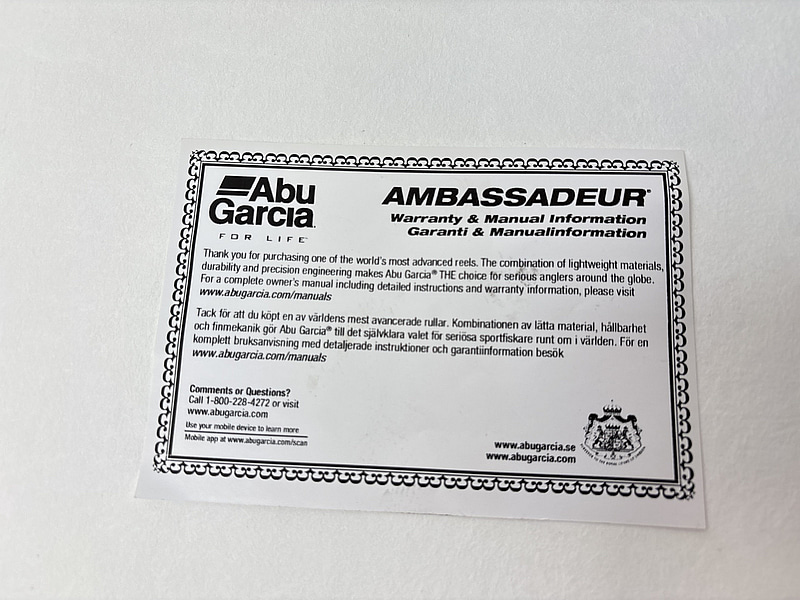 Abu
Garcia
FOR LIFE™
AMBASSADEUR®
Warranty & Manual Information
Garanti & Manualinformation
Thank you for purchasing one of the world's most advanced reels. The combination of lightweight materials,
durability and precision engineering makes Abu Garcia® THE choice for serious anglers around the globe.
For a complete owner's manual including detailed instructions and warranty information, please visit
www.abugarcia.com/manuals
Tack för att du köpt en av världens mest avancerade rullar. Kombinationen av lätta material, hållbarhet
och finmekanik gör Abu Garcia® till det självklara valet för seriösa sportfiskare runt om i världen. För en
komplett bruksanvisning med detaljerade instruktioner och garantiinformation besök
www.abugarcia.com/manuals
Comments or Questions?
Call 1-800-228-4272 or visit
www.abugarcia.com
Use your mobile device to learn more
Mobile app at www.abugarcia.com/scan
www.abugarcia.se
www.abugarcia.com